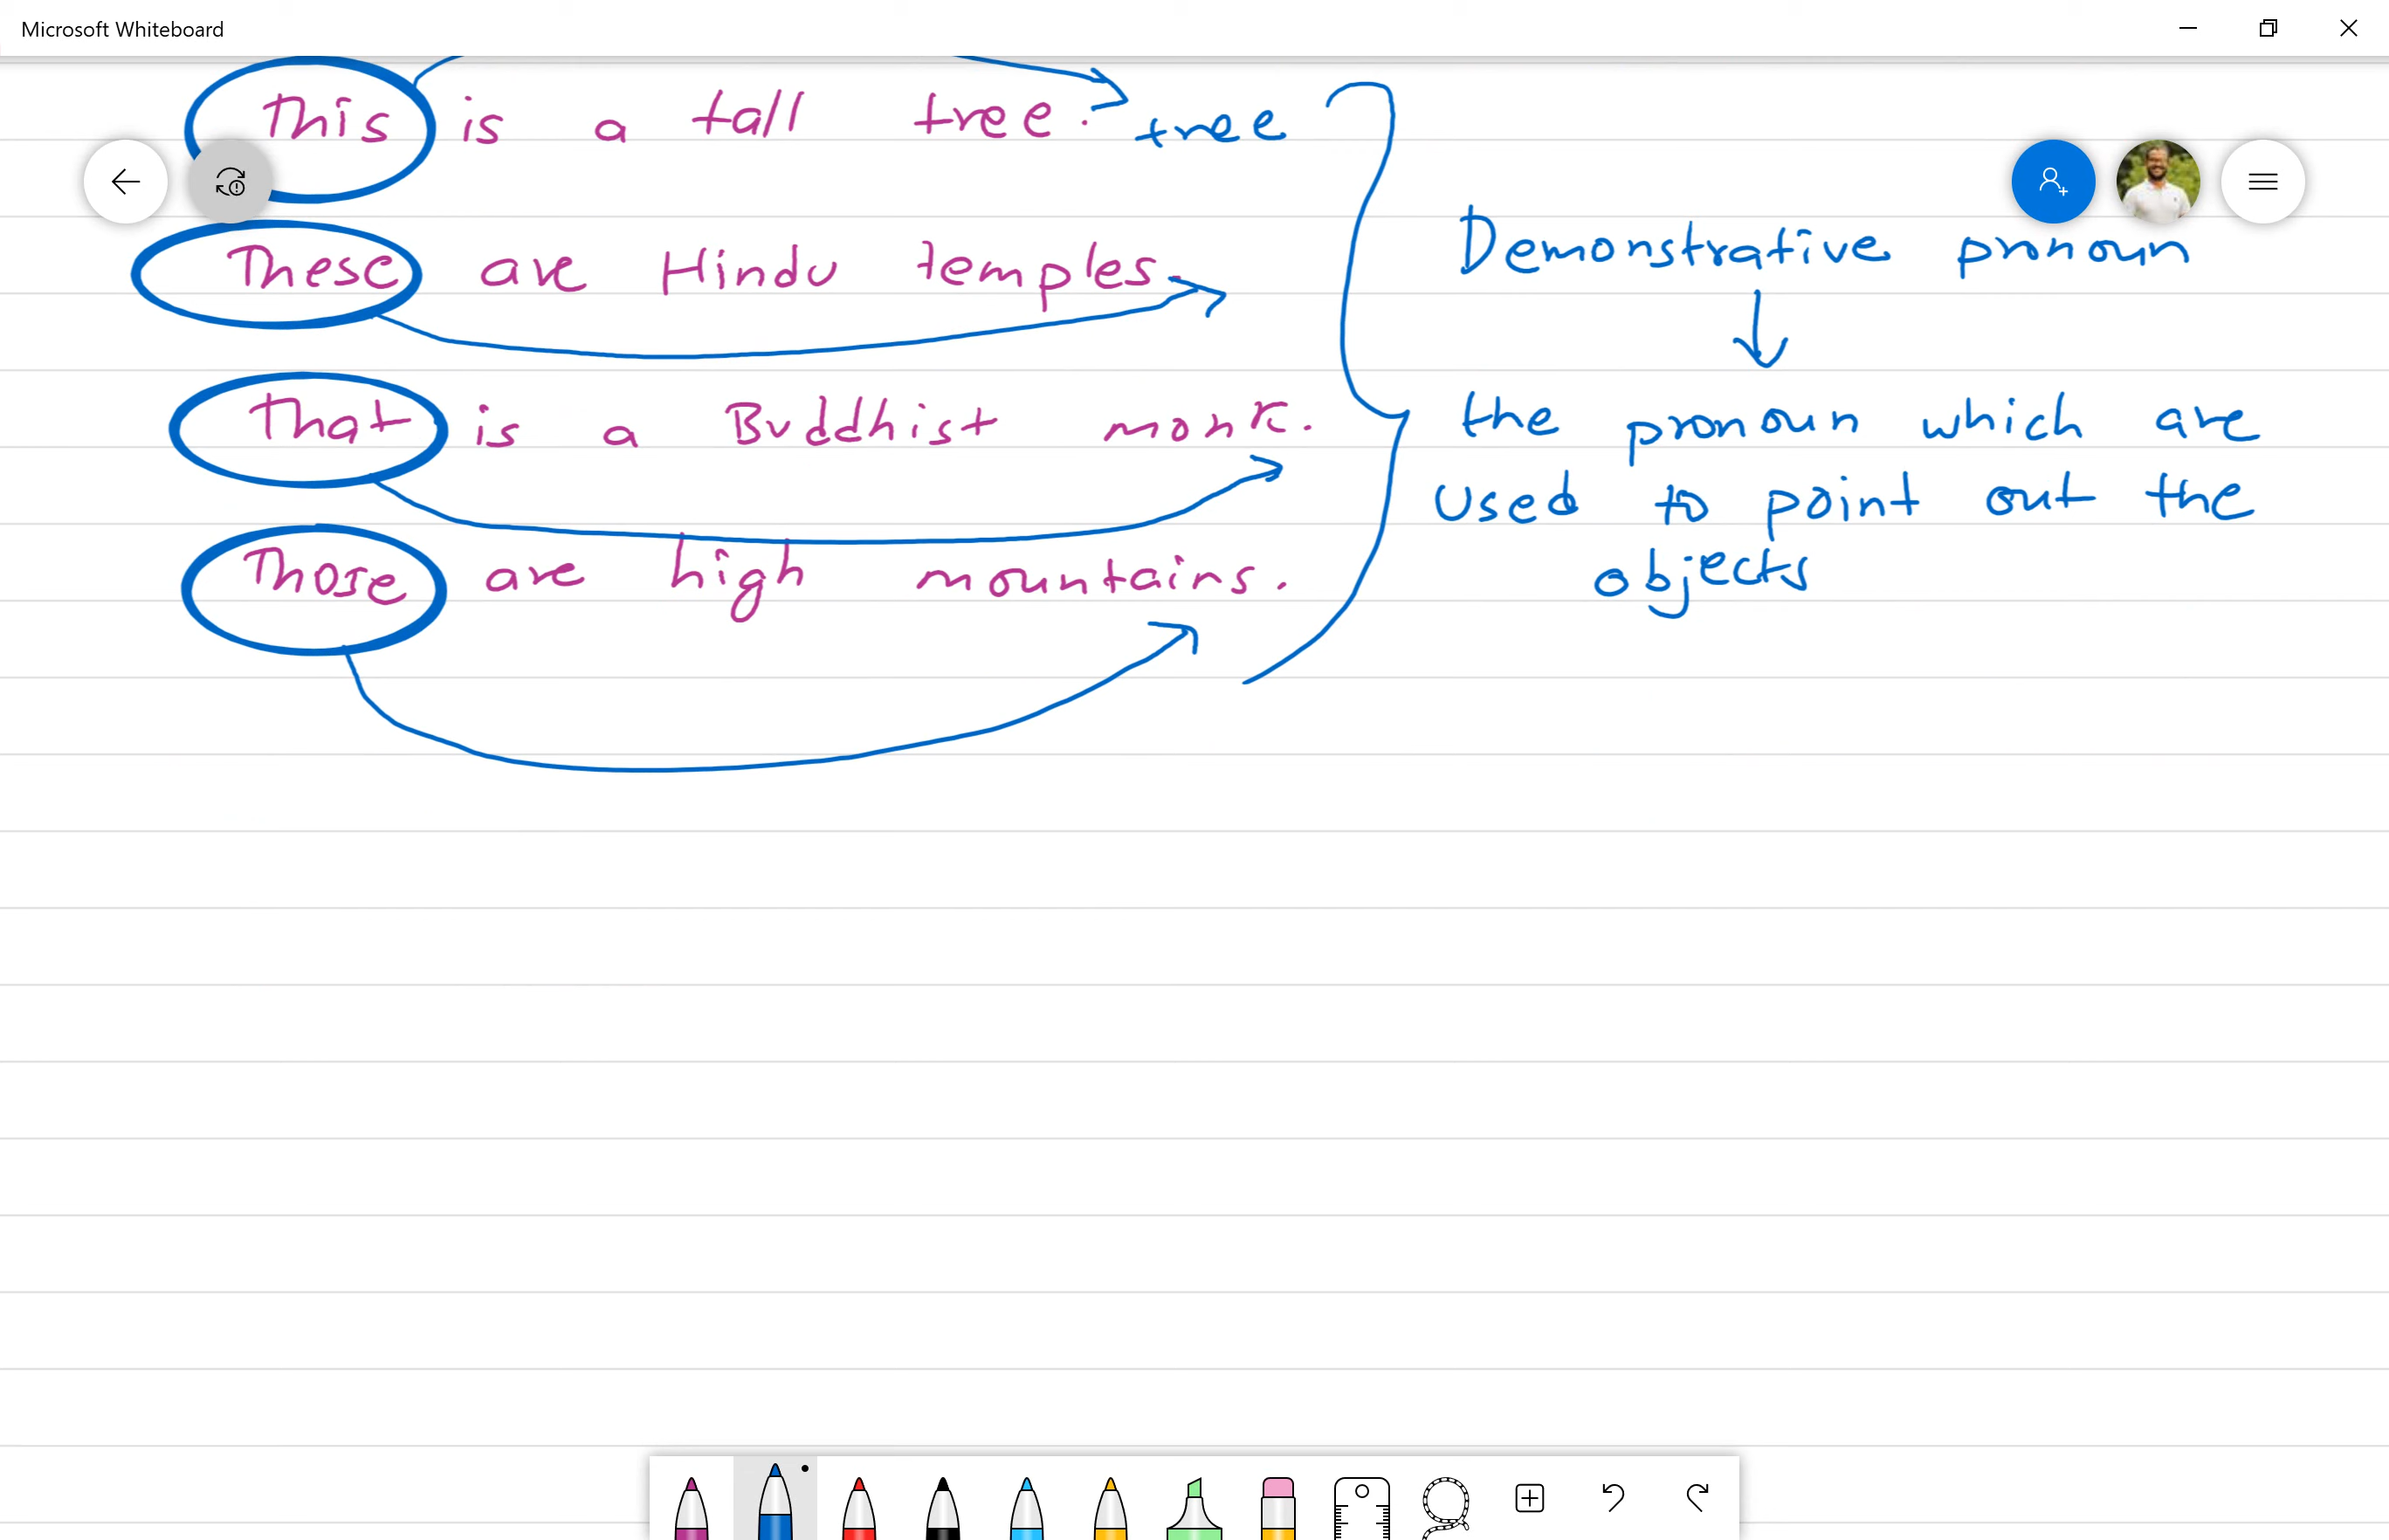 Microsoft Whiteboard
This is a tall tree. tree
These are Hindu temples.
Demonstrative pronoun
That is a Buddhist monk.
Those are high mountains.
the pronoun which are
used to point out the
objects